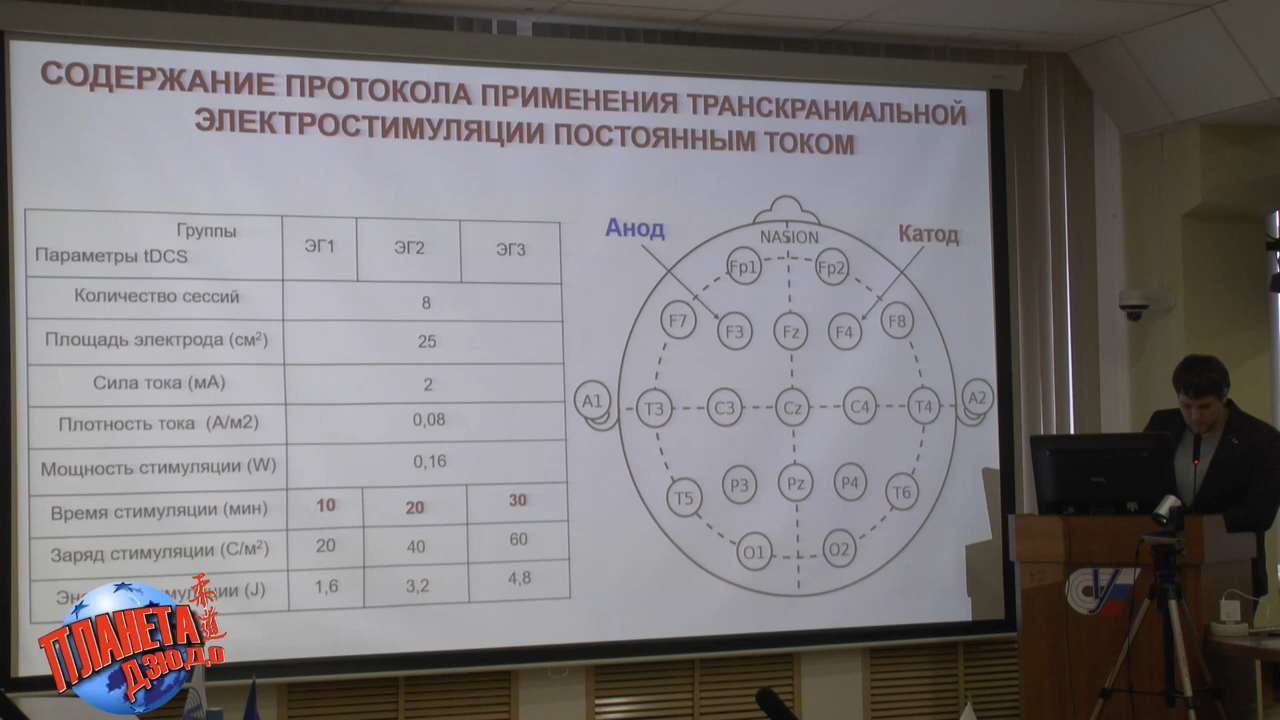 СОДЕРЖАНИЕ ПРОТОКОЛА ПРИМЕНЕНИЯ ТРАНСКРАНИАЛЬНОЙ
ЭЛЕКТРОСТИМУЛЯЦИИ ПОСТОЯННЫМ ТОКОМ
Группы
Параметры tDCS
ЭГ1 ЭГ2 ЭГ3
Количество сессий 8
Площадь электрода (см²) 25
Сила тока (мА) 2
Плотность тока (А/м2) 0,08
Мощность стимуляции (W) 0,16
Время стимуляции (мин) 10 20 30
Заряд стимуляции (C/м²) 20 40 60
(J) 1,6 3,2 4,8
Анод
Катод
NASION
Fp1 Fp2
F7 F3 Fz F4 F8
A1 T3 C3 Cz C4 T4 A2
T5 P3 Pz P4 T6
O1 O2
ПЛАНЕТА
ДЗЮДО
柔道